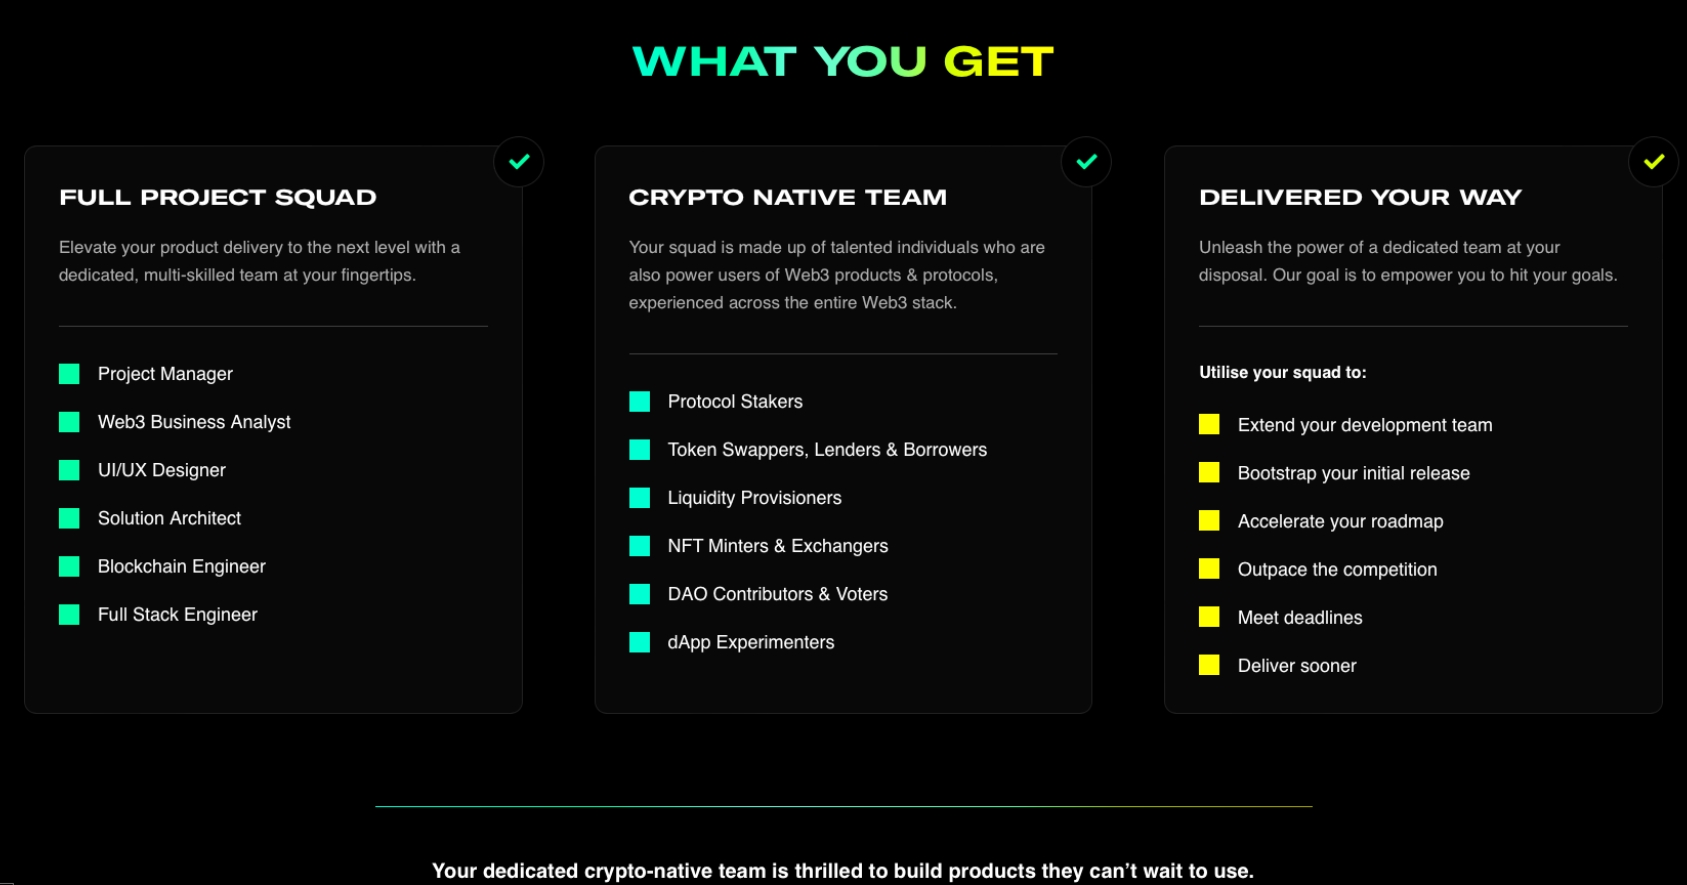 WHAT YOU GET
FULL PROJECT SQUAD
Elevate your product delivery to the next level with a
dedicated, multi-skilled team at your fingertips.
Project Manager
Web3 Business Analyst
UI/UX Designer
Solution Architect
Blockchain Engineer
Full Stack Engineer
CRYPTO NATIVE TEAM
Your squad is made up of talented individuals who are
also power users of Web3 products & protocols,
experienced across the entire Web3 stack.
Protocol Stakers
Token Swappers, Lenders & Borrowers
Liquidity Provisioners
NFT Minters & Exchangers
DAO Contributors & Voters
dApp Experimenters
DELIVERED YOUR WAY
Unleash the power of a dedicated team at your
disposal. Our goal is to empower you to hit your goals.
Utilise your squad to:
Extend your development team
Bootstrap your initial release
Accelerate your roadmap
Outpace the competition
Meet deadlines
Deliver sooner
Your dedicated crypto-native team is thrilled to build products they can’t wait to use.